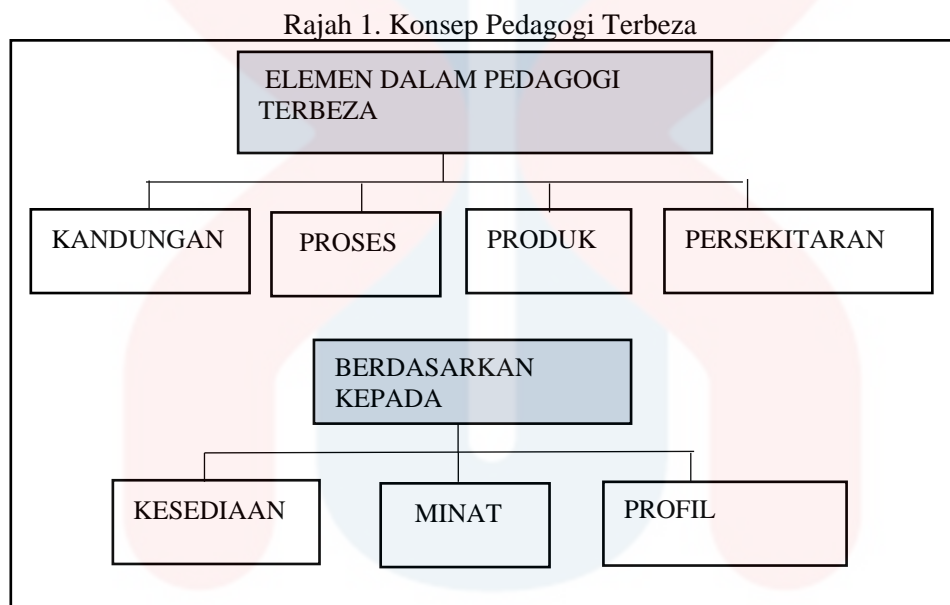 Rajah 1. Konsep Pedagogi Terbeza
ELEMEN DALAM PEDAGOGI
TERBEZA
KANDUNGAN
PROSES
PRODUK
PERSEKITARAN
BERDASARKAN
KEPADA
KESEDIAAN
MINAT
PROFIL